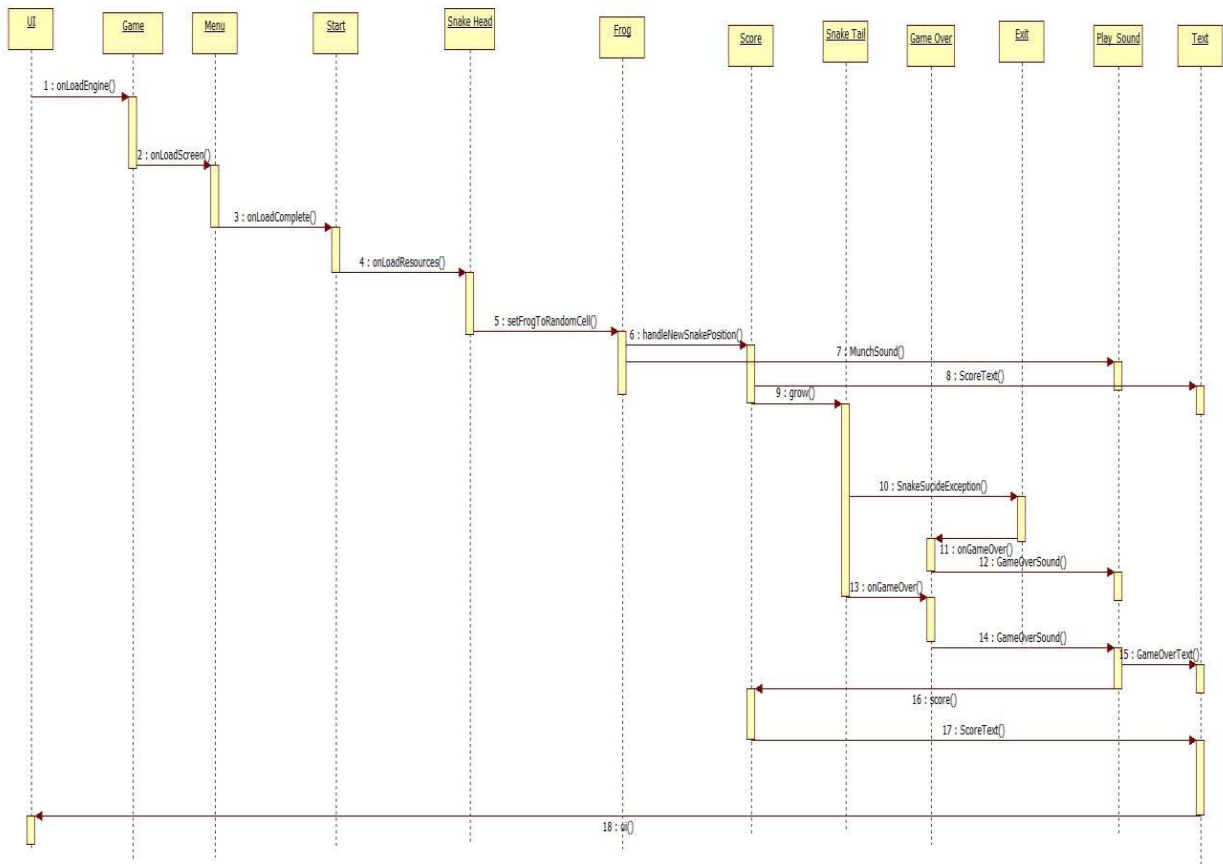 UI
Game
Menu
Start
Snake Head
Frog
Score
Snake Tail
Game Over
Exit
Play_Sound
Text
1 : onLoadEngine()
2 : onLoadScreen()
3 : onLoadComplete()
4 : onLoadResources()
5 : setFrogToRandomCell()
6 : handleNewSnakePosition()
7 : MunchSound()
8 : ScoreText()
9 : grow()
10 : SnakeSucideException()
11 : onGameOver()
12 : GameOverSound()
13 : onGameOver()
14 : GameOverSound()
15 : GameOverText()
16 : score()
17 : ScoreText()
18 : ui()